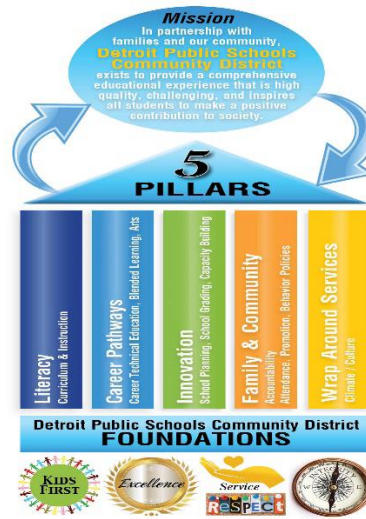 Mission
In partnership with
families and our community,
Detroit Public Schools
Community District
exists to provide a comprehensive
educational experience that is high
quality, challenging, and inspires
all students to make a positive
contribution to society.
5
PILLARS
Literacy
Curriculum & Instruction
Career Pathways
Career Technical Education, Blended Learning, Arts
Innovation
School Planning, School Grading, Capacity Building
Family & Community
Accountability
Attendance, Promotion, Behavior Policies
Wrap Around Services
Climate / Culture
Detroit Public Schools Community District
FOUNDATIONS
KIDS
FIRST
Excellence
Service
ReSPecT